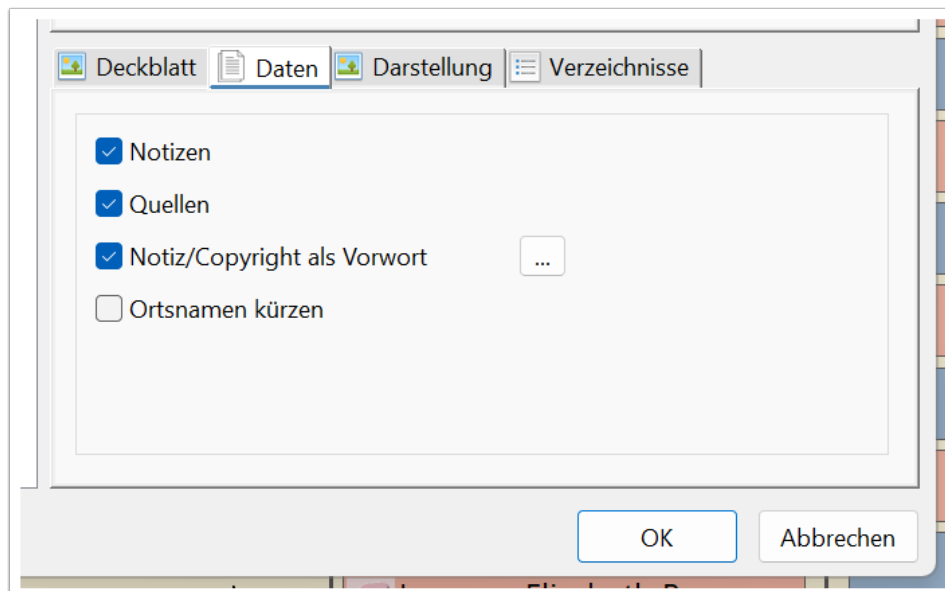 Deckblatt Daten Darstellung Verzeichnisse
Notizen
Quellen
Notiz/Copyright als Vorwort ...
Ortsnamen kürzen
OK Abbrechen